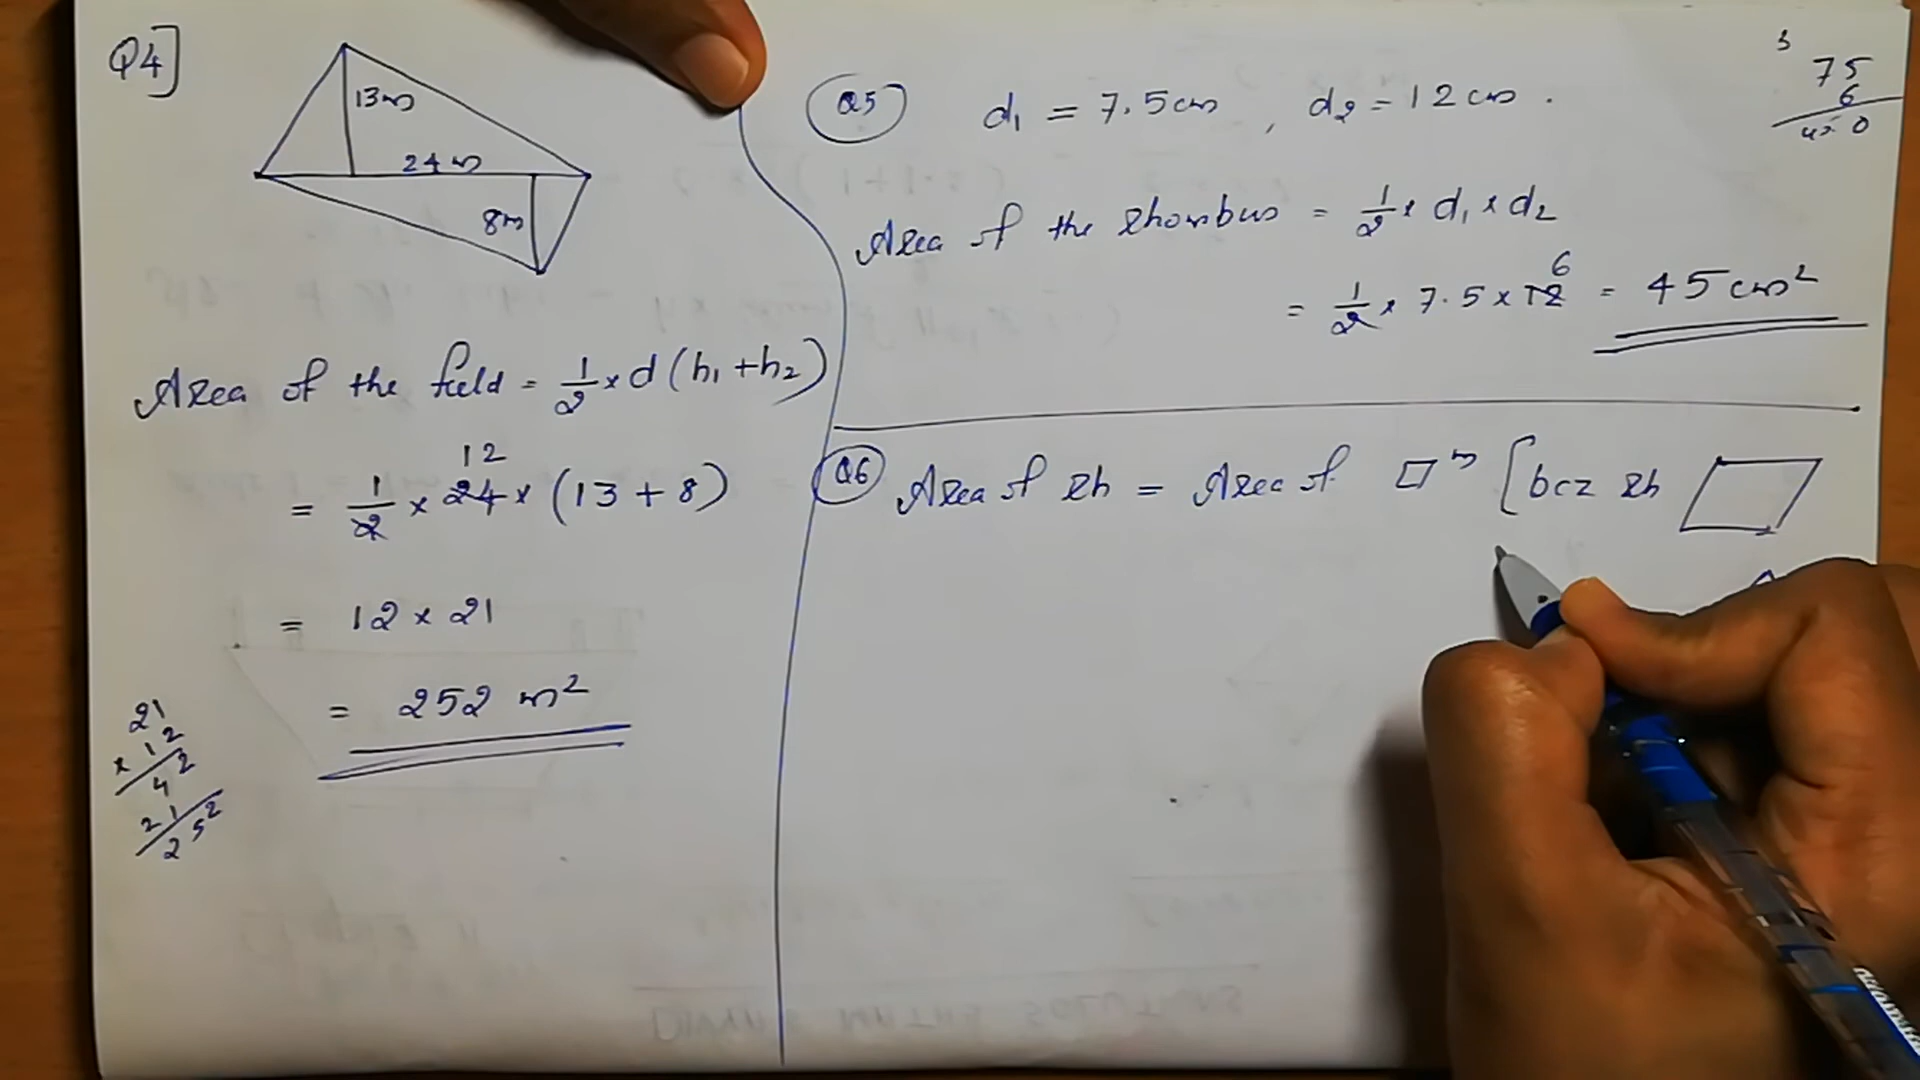 Q4]
13m
24m
8m
Area of the field = 1/2 × d (h1 + h2)
= 1/2 × 24 × (13 + 8)
12
= 12 × 21
= 252 m²
21
× 12
42
21
252
Q5 d1 = 7.5 cm , d2 = 12 cm .
Area of the rhombus = 1/2 × d1 × d2
= 1/2 × 7.5 × 12 = 45 cm²
6
3
75
6
450
Q6 Area of rh = Area of ▱m [bcz rh